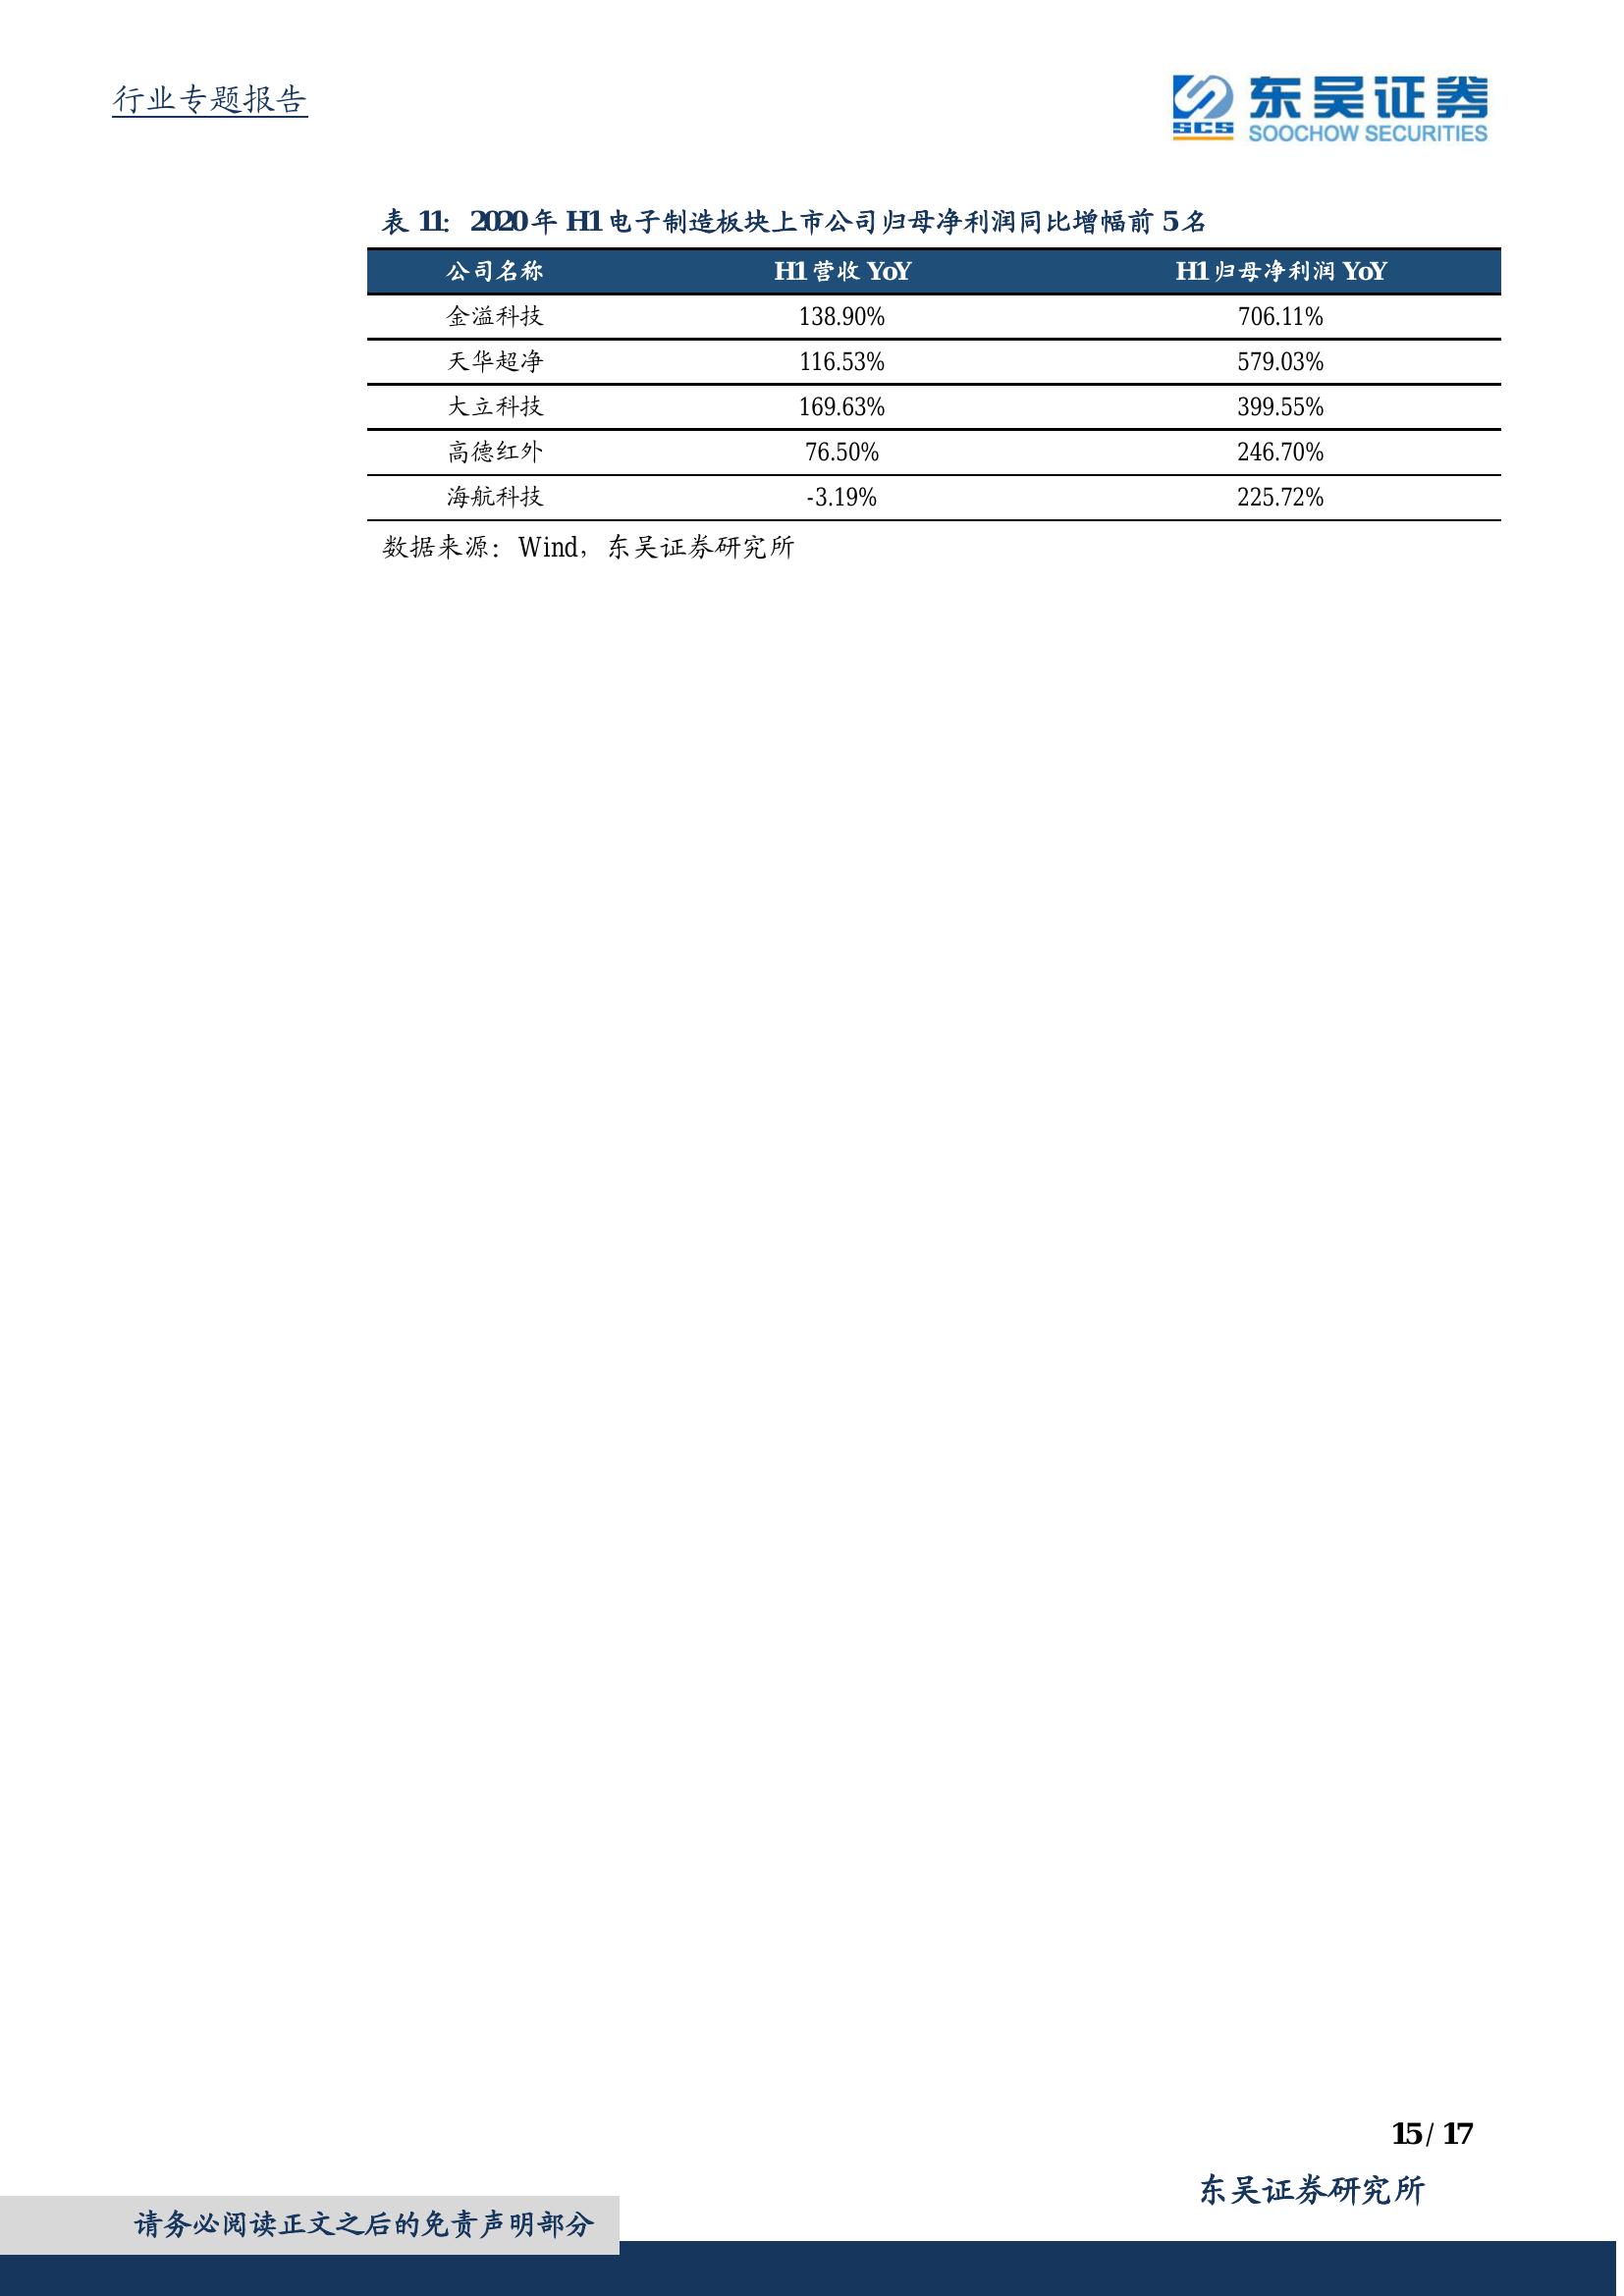 行业专题报告
SCS 东吴证券
SOOCHOW SECURITIES
表 11：2020 年 H1 电子制造板块上市公司归母净利润同比增幅前 5 名
公司名称 H1 营收 YoY H1 归母净利润 YoY
金溢科技 138.90% 706.11%
天华超净 116.53% 579.03%
大立科技 169.63% 399.55%
高德红外 76.50% 246.70%
海航科技 -3.19% 225.72%
数据来源：Wind，东吴证券研究所
15 / 17
东吴证券研究所
请务必阅读正文之后的免责声明部分